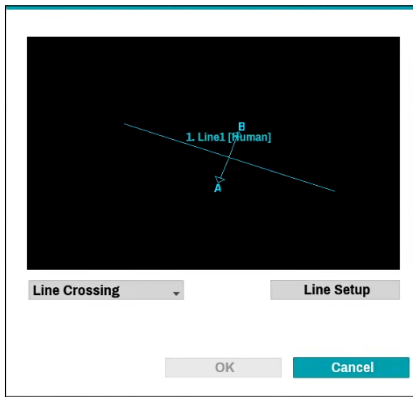 B
1. Line1 [Human]
A
Line Crossing
Line Setup
OK
Cancel